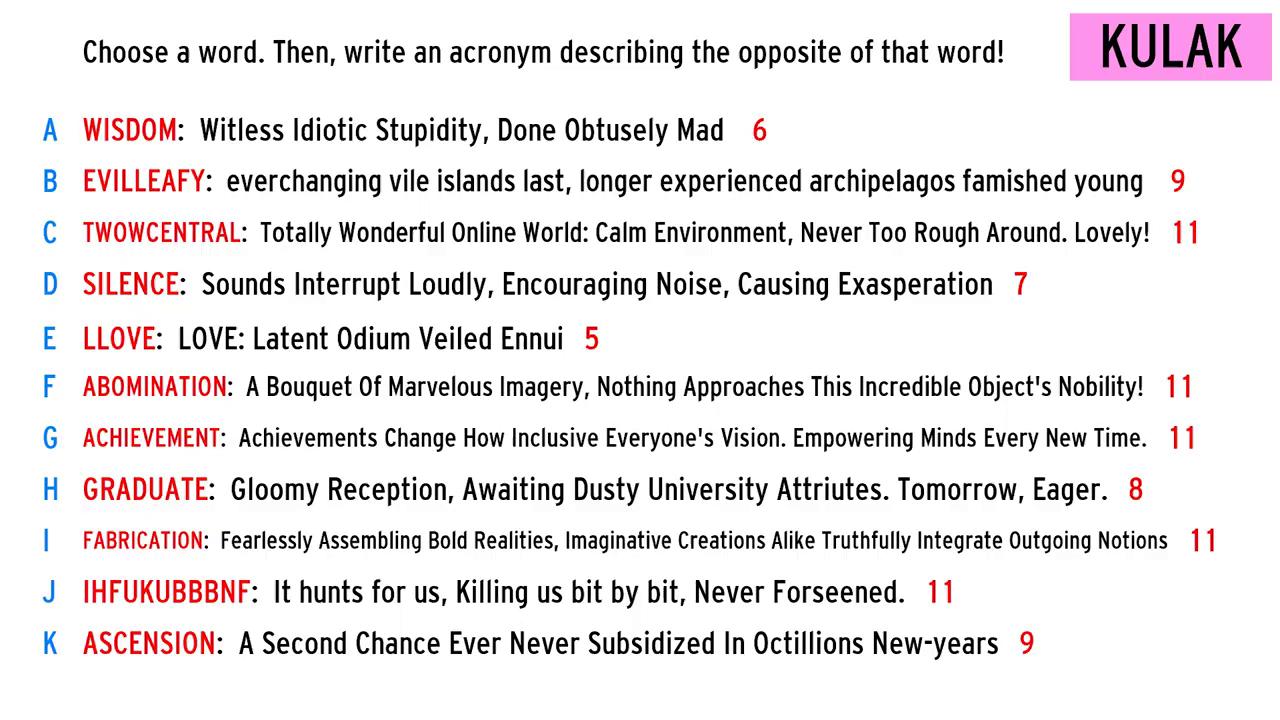 Choose a word. Then, write an acronym describing the opposite of that word!
KULAK
A WISDOM: Witless Idiotic Stupidity, Done Obtusely Mad 6
B EVILLEAFY: everchanging vile islands last, longer experienced archipelagos famished young 9
C TWOWCENTRAL: Totally Wonderful Online World: Calm Environment, Never Too Rough Around. Lovely! 11
D SILENCE: Sounds Interrupt Loudly, Encouraging Noise, Causing Exasperation 7
E LLOVE: LOVE: Latent Odium Veiled Ennui 5
F ABOMINATION: A Bouquet Of Marvelous Imagery, Nothing Approaches This Incredible Object's Nobility! 11
G ACHIEVEMENT: Achievements Change How Inclusive Everyone's Vision. Empowering Minds Every New Time. 11
H GRADUATE: Gloomy Reception, Awaiting Dusty University Attriutes. Tomorrow, Eager. 8
I FABRICATION: Fearlessly Assembling Bold Realities, Imaginative Creations Alike Truthfully Integrate Outgoing Notions 11
J IHFUKUBBBNF: It hunts for us, Killing us bit by bit, Never Forseened. 11
K ASCENSION: A Second Chance Ever Never Subsidized In Octillions New-years 9